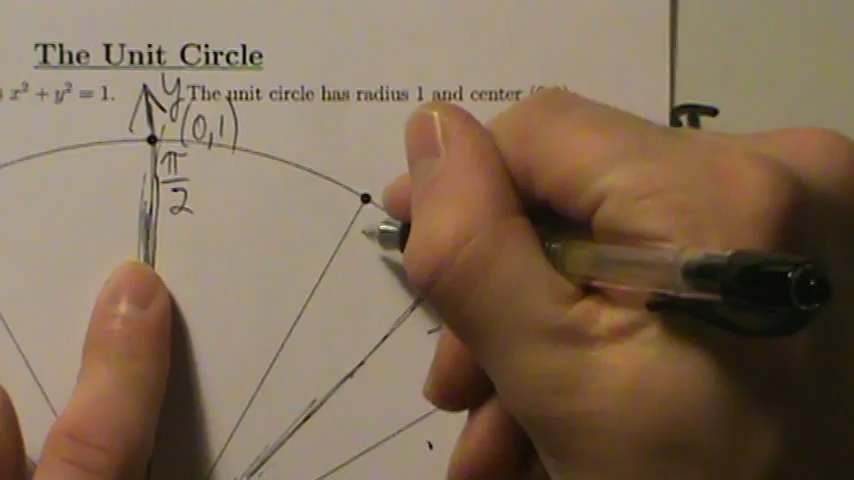 The Unit Circle
x² + y² = 1. The unit circle has radius 1 and center
y
(0,1)
π
π/2